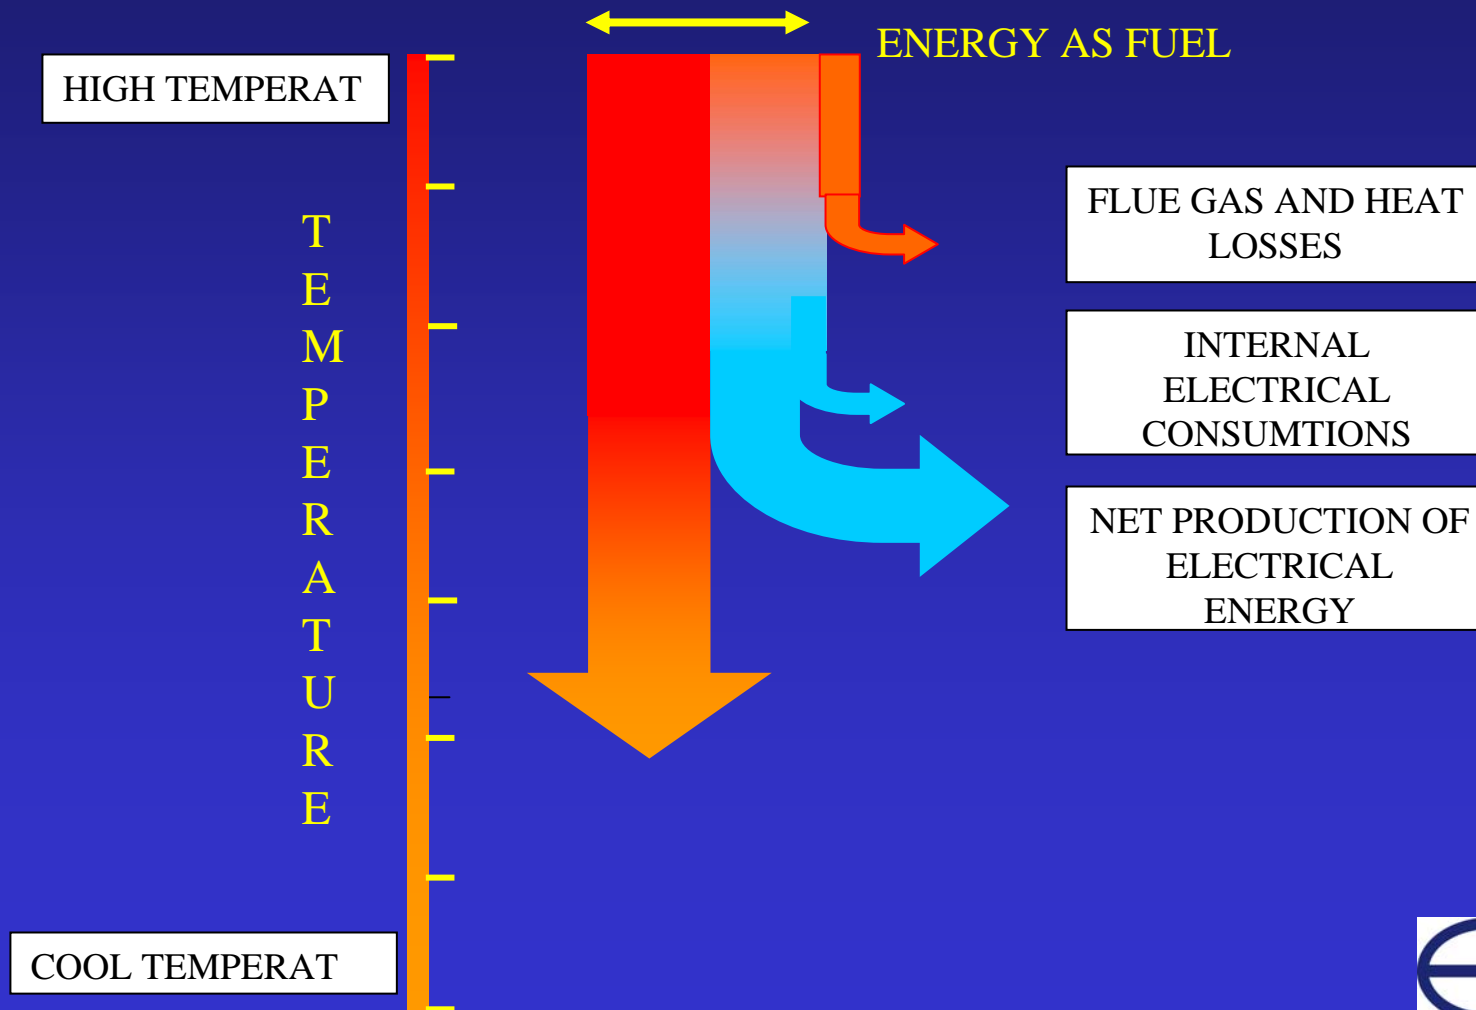 ENERGY AS FUEL
HIGH TEMPERAT
FLUE GAS AND HEAT
LOSSES
TEMPERATURE
INTERNAL
ELECTRICAL
CONSUMTIONS
NET PRODUCTION OF
ELECTRICAL
ENERGY
COOL TEMPERAT